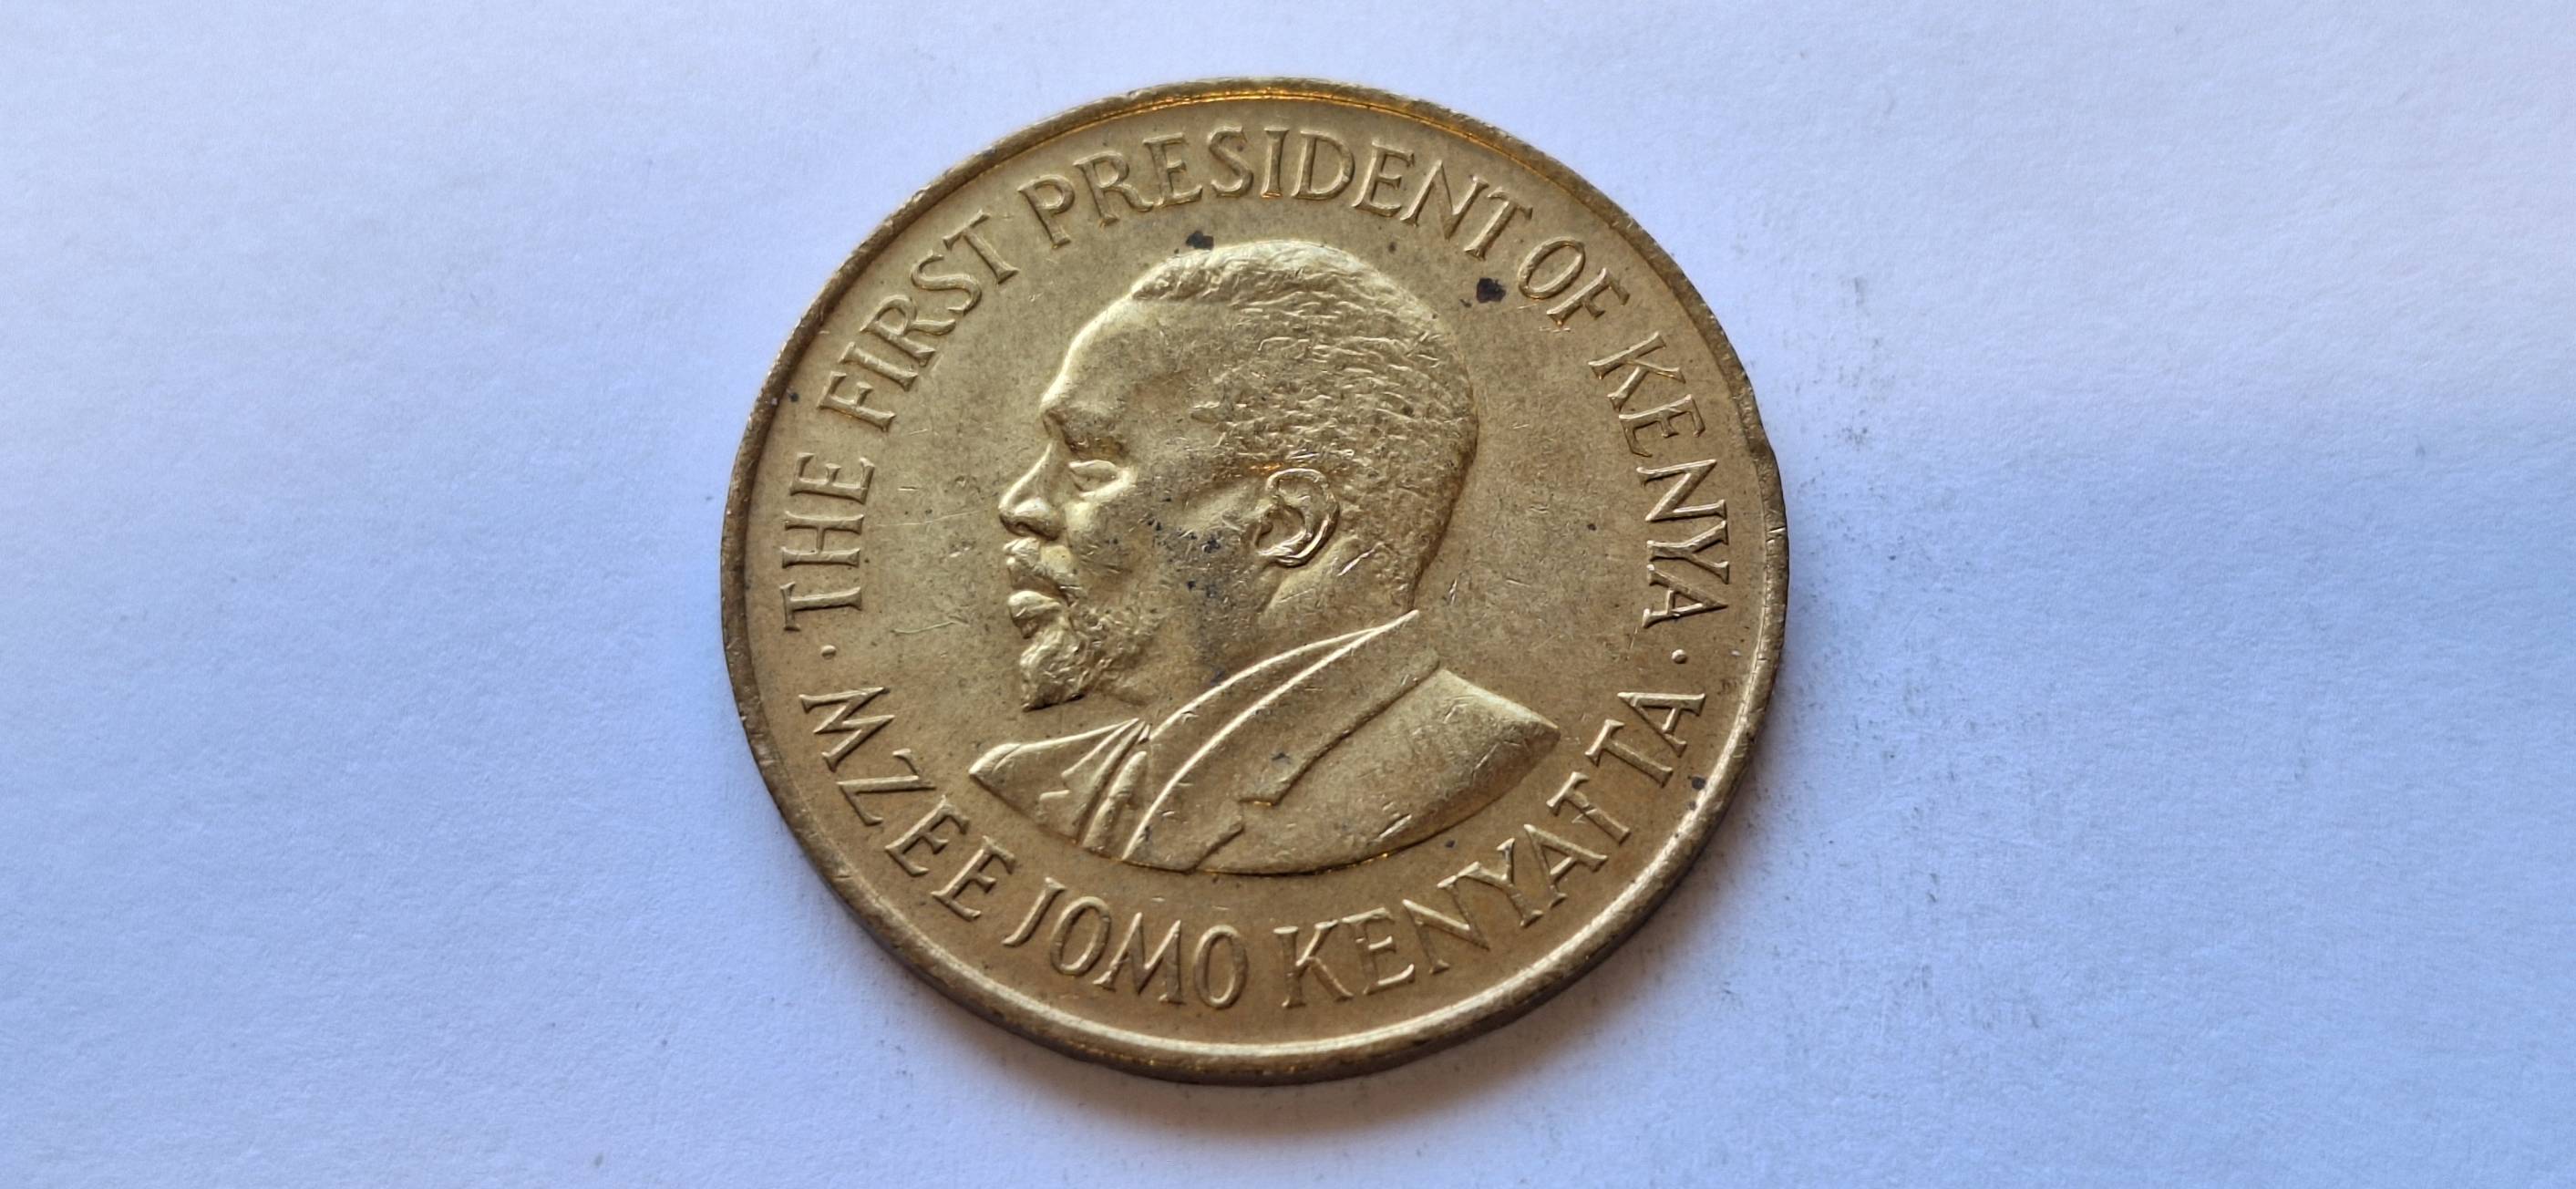 · THE FIRST PRESIDENT OF KENYA ·
MZEE JOMO KENYATTA